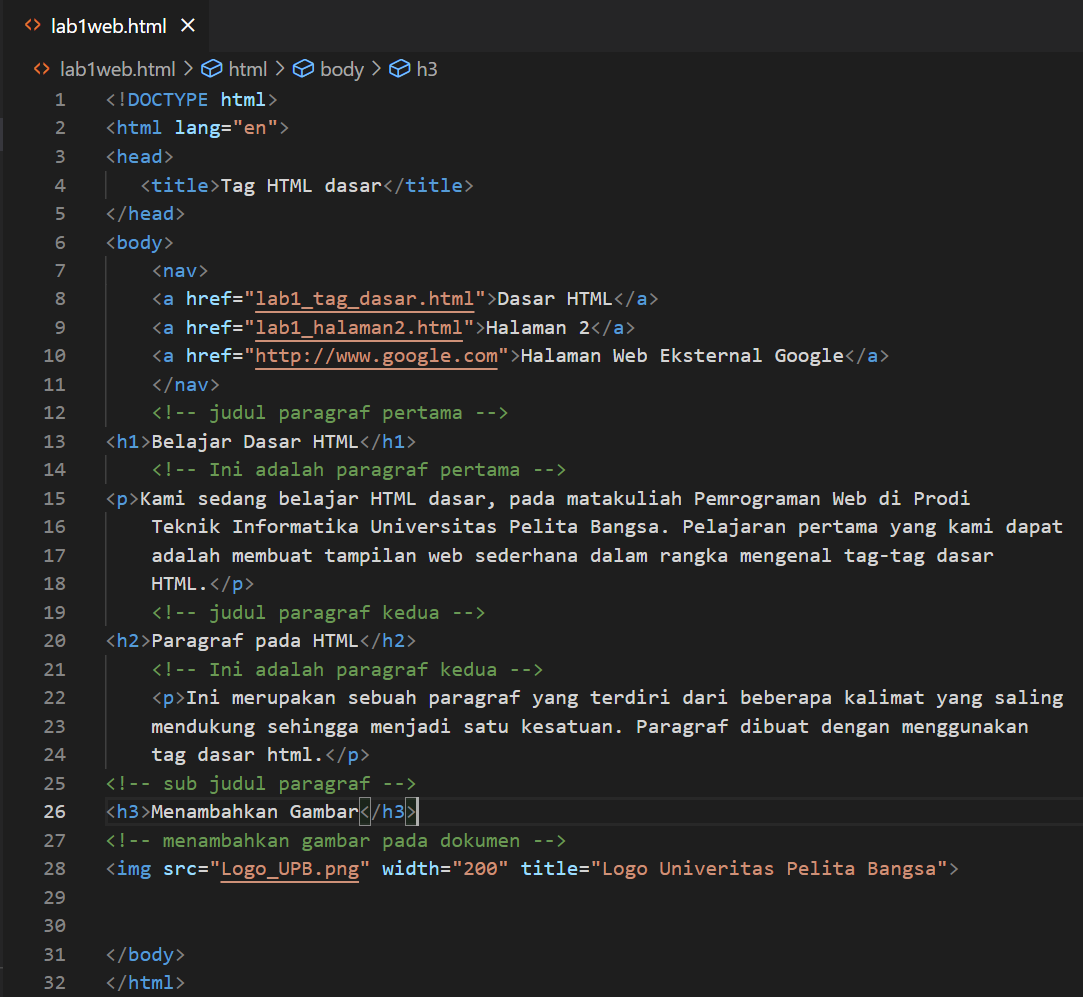 lab1web.html
lab1web.html > html > body > h3
1 <!DOCTYPE html>
2 <html lang="en">
3 <head>
4 <title>Tag HTML dasar</title>
5 </head>
6 <body>
7 <nav>
8 <a href="lab1_tag_dasar.html">Dasar HTML</a>
9 <a href="lab1_halaman2.html">Halaman 2</a>
10 <a href="http://www.google.com">Halaman Web Eksternal Google</a>
11 </nav>
12 <!-- judul paragraf pertama -->
13 <h1>Belajar Dasar HTML</h1>
14 <!-- Ini adalah paragraf pertama -->
15 <p>Kami sedang belajar HTML dasar, pada matakuliah Pemrograman Web di Prodi
16 Teknik Informatika Universitas Pelita Bangsa. Pelajaran pertama yang kami dapat
17 adalah membuat tampilan web sederhana dalam rangka mengenal tag-tag dasar
18 HTML.</p>
19 <!-- judul paragraf kedua -->
20 <h2>Paragraf pada HTML</h2>
21 <!-- Ini adalah paragraf kedua -->
22 <p>Ini merupakan sebuah paragraf yang terdiri dari beberapa kalimat yang saling
23 mendukung sehingga menjadi satu kesatuan. Paragraf dibuat dengan menggunakan
24 tag dasar html.</p>
25 <!-- sub judul paragraf -->
26 <h3>Menambahkan Gambar</h3>
27 <!-- menambahkan gambar pada dokumen -->
28 <img src="Logo_UPB.png" width="200" title="Logo Univeritas Pelita Bangsa">
29
30
31 </body>
32 </html>